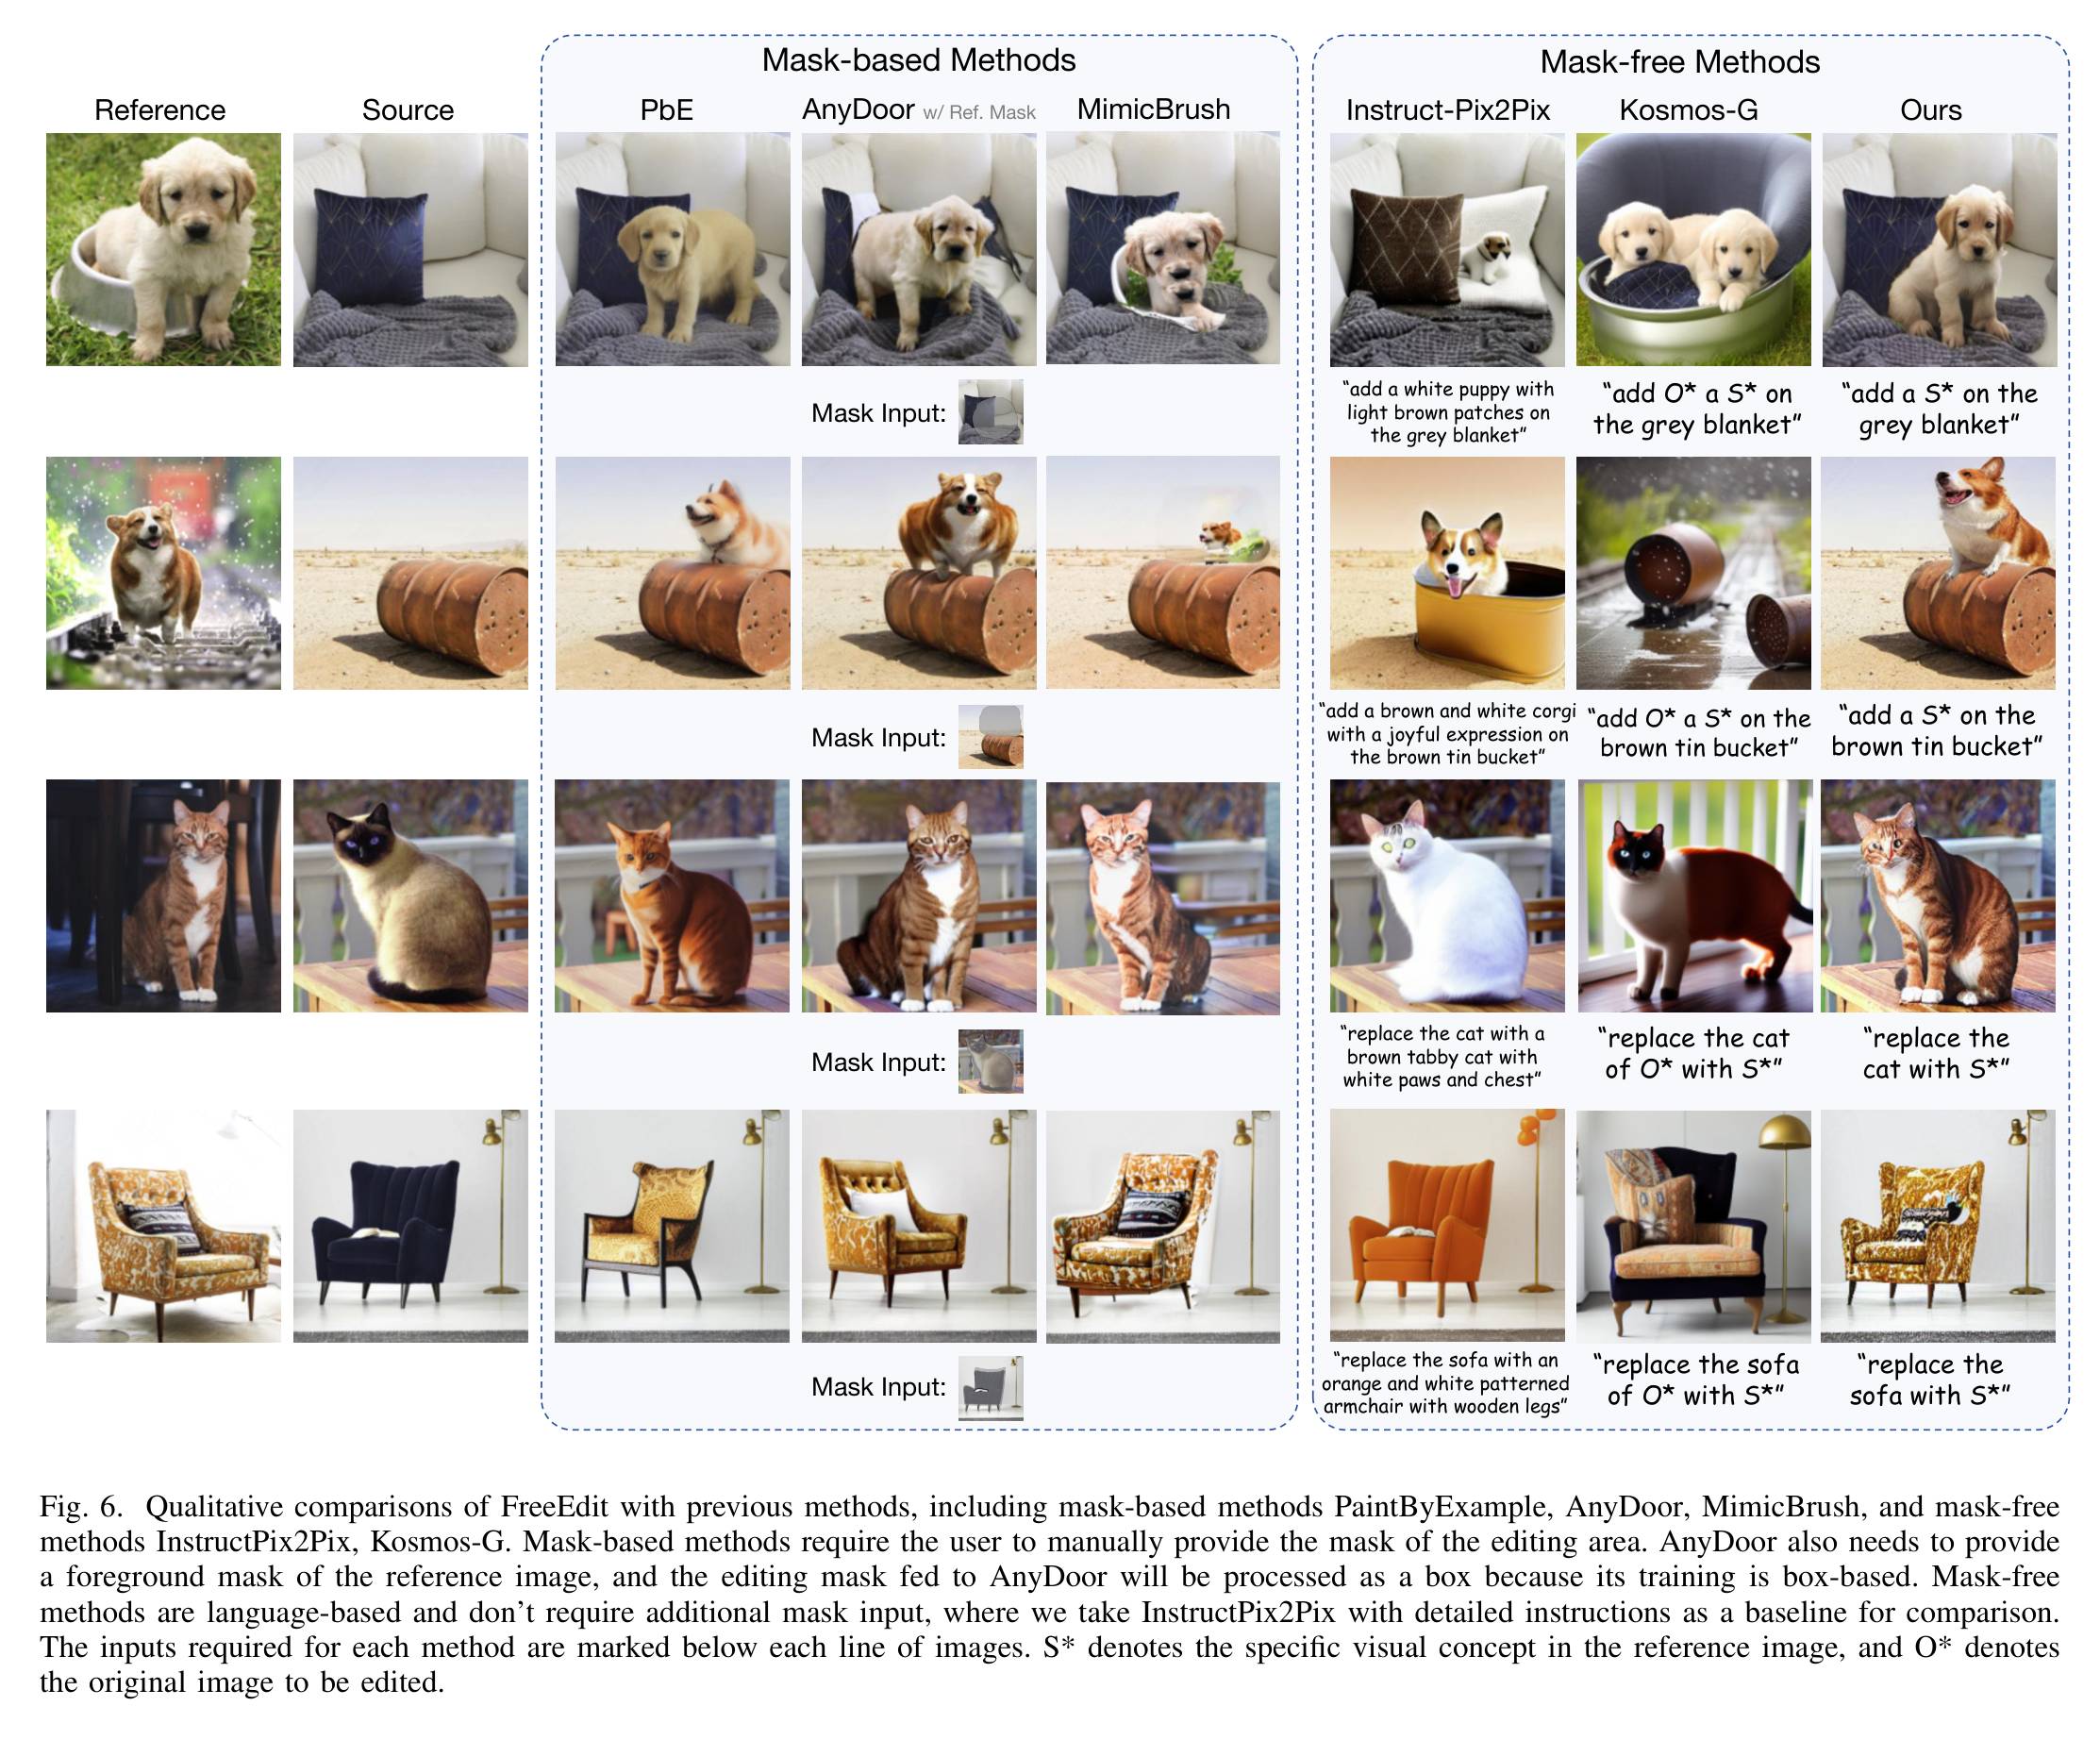 Mask-based Methods
Mask-free Methods
Reference
Source
PbE
AnyDoor w/ Ref. Mask
MimicBrush
Instruct-Pix2Pix
Kosmos-G
Ours
Mask Input:
“add a white puppy with
light brown patches on
the grey blanket”
“add O* a S* on
the grey blanket”
“add a S* on the
grey blanket”
Mask Input:
“add a brown and white corgi
with a joyful expression on
the brown tin bucket”
“add O* a S* on the
brown tin bucket”
“add a S* on the
brown tin bucket”
Mask Input:
“replace the cat with a
brown tabby cat with
white paws and chest”
“replace the cat
of O* with S*”
“replace the
cat with S*”
Mask Input:
“replace the sofa with an
orange and white patterned
armchair with wooden legs”
“replace the sofa
of O* with S*”
“replace the
sofa with S*”
Fig. 6. Qualitative comparisons of FreeEdit with previous methods, including mask-based methods PaintByExample, AnyDoor, MimicBrush, and mask-free
methods InstructPix2Pix, Kosmos-G. Mask-based methods require the user to manually provide the mask of the editing area. AnyDoor also needs to provide
a foreground mask of the reference image, and the editing mask fed to AnyDoor will be processed as a box because its training is box-based. Mask-free
methods are language-based and don’t require additional mask input, where we take InstructPix2Pix with detailed instructions as a baseline for comparison.
The inputs required for each method are marked below each line of images. S* denotes the specific visual concept in the reference image, and O* denotes
the original image to be edited.